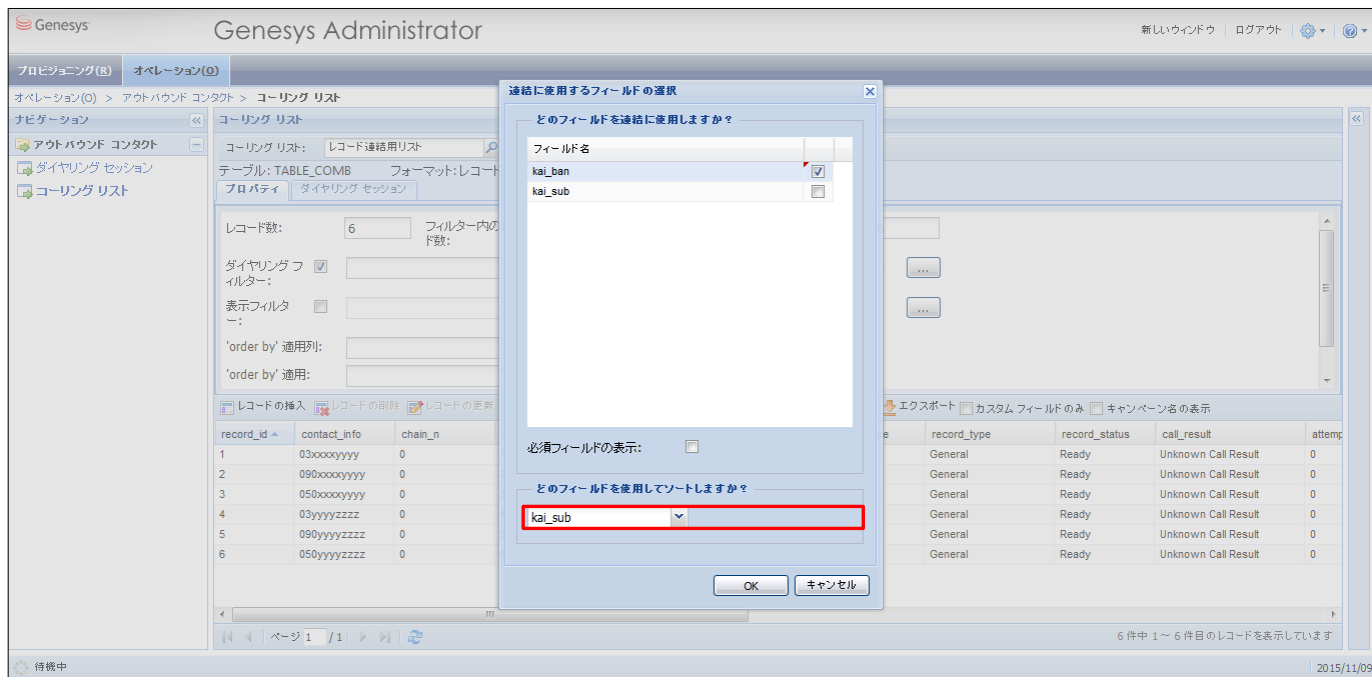 Genesys
Genesys Administrator
新しいウィンドウ ログアウト
プロビジョニング(R) オペレーション(O)
オペレーション(O) > アウトバウンド コンタクト > コーリング リスト
ナビゲーション
アウトバウンド コンタクト
ダイヤリング セッション
コーリング リスト
コーリング リスト
コーリング リスト: レコード連結用リスト
テーブル: TABLE_COMB フォーマット:レコード
プロパティ ダイヤリング セッション
レコード数: 6 フィルター内の
ド数:
ダイヤリング フ
ィルター:
...
表示フィルタ
ー:
...
'order by' 適用列:
'order by' 適用:
レコードの挿入 レコードの削除 レコードの更新 エクスポート カスタム フィールドのみ キャンペーン名の表示
record_id contact_info chain_n e record_type record_status call_result attemp
1 03xxxxyyyy 0 General Ready Unknown Call Result 0
2 090xxxxyyyy 0 General Ready Unknown Call Result 0
3 050xxxxyyyy 0 General Ready Unknown Call Result 0
4 03yyyyzzzz 0 General Ready Unknown Call Result 0
5 090yyyyzzzz 0 General Ready Unknown Call Result 0
6 050yyyyzzzz 0 General Ready Unknown Call Result 0
ページ 1 / 1
6 件中 1 ~ 6 件目のレコードを表示しています
連結に使用するフィールドの選択
どのフィールドを連結に使用しますか?
フィールド名
kai_ban
kai_sub
必須フィールドの表示:
どのフィールドを使用してソートしますか?
kai_sub
OK キャンセル
待機中
2015/11/09